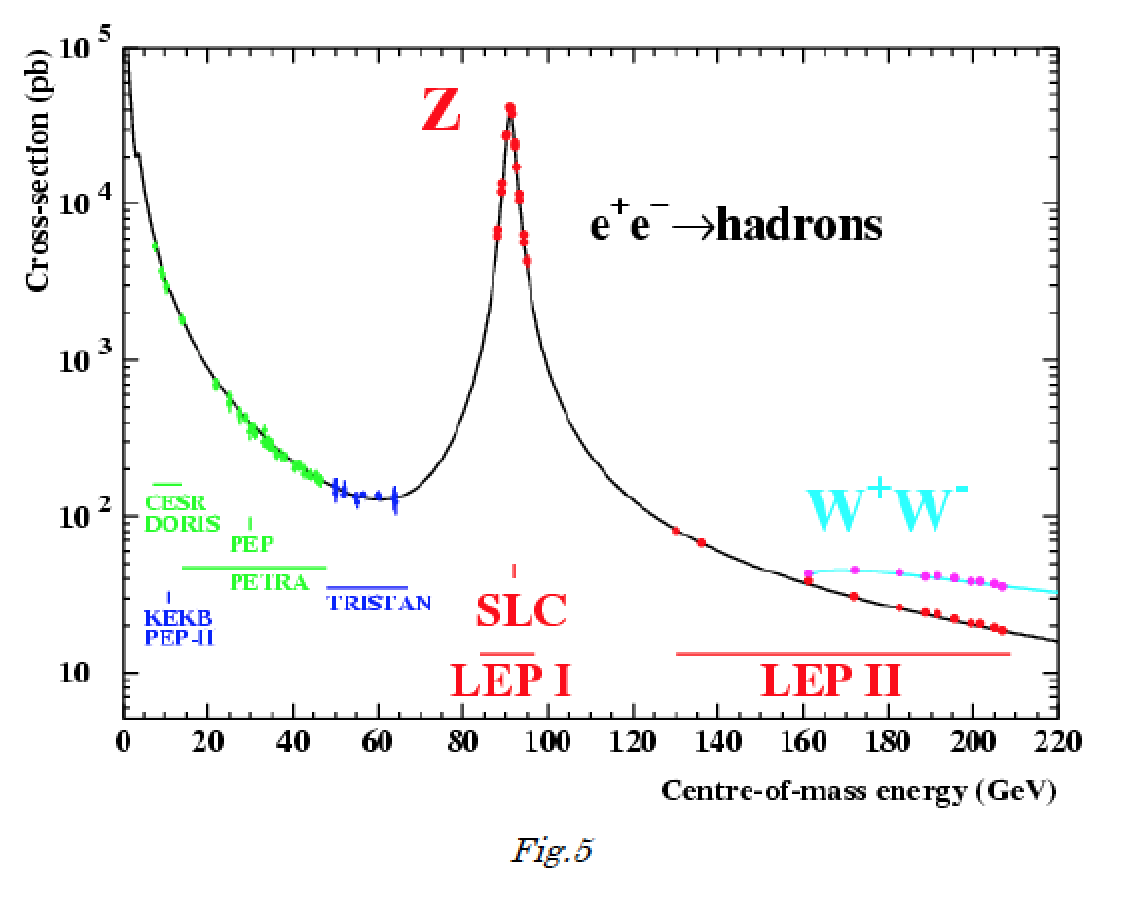 10 5
Cross-section (pb)
10 4
10 3
10 2
10
Z
e+e−→hadrons
W+W-
CESR
DORIS
PEP
PETRA
KEKB
PEP-II
TRISTAN
SLC
LEP I
LEP II
0 20 40 60 80 100 120 140 160 180 200 220
Centre-of-mass energy (GeV)
Fig.5